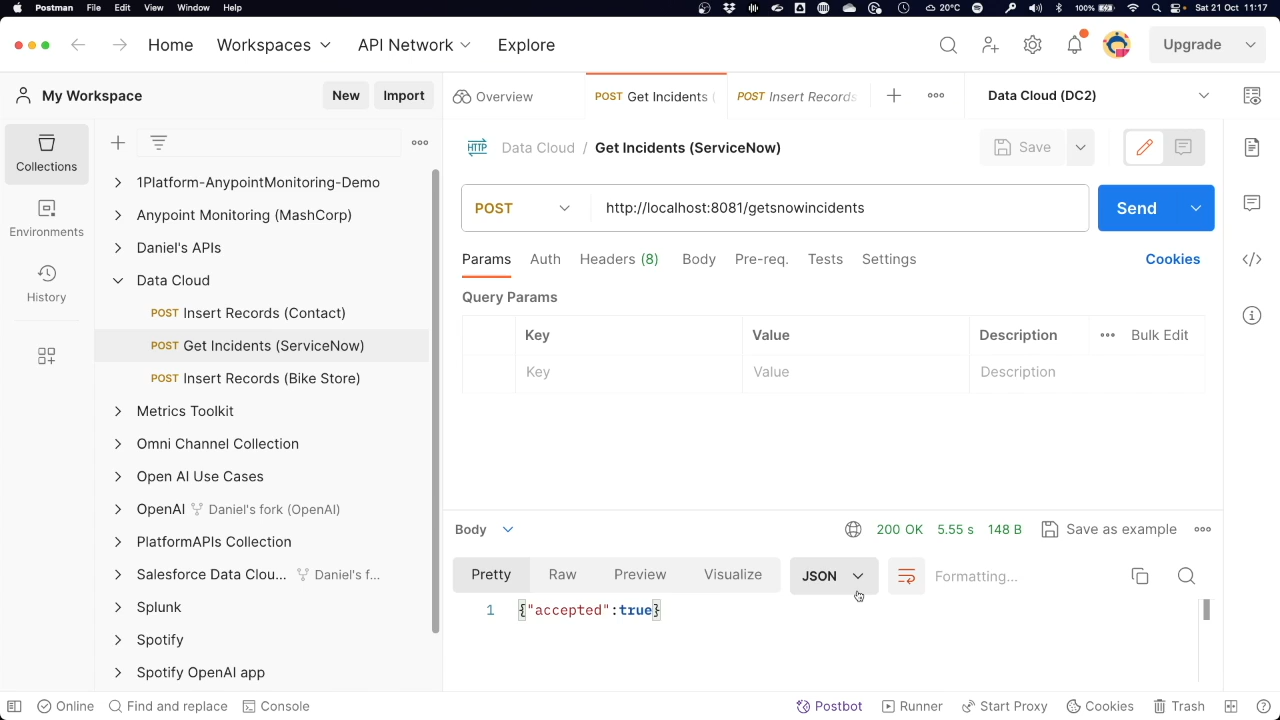 Postman File Edit View Window Help 20°C 100% Sat 21 Oct 11:17
Home Workspaces API Network Explore Upgrade
My Workspace New Import Overview POST Get Incidents ( POST Insert Records Data Cloud (DC2)
Collections
Environments
History
1Platform-AnypointMonitoring-Demo
Anypoint Monitoring (MashCorp)
Daniel's APIs
Data Cloud
POST Insert Records (Contact)
POST Get Incidents (ServiceNow)
POST Insert Records (Bike Store)
Metrics Toolkit
Omni Channel Collection
Open AI Use Cases
OpenAI Daniel's fork (OpenAI)
PlatformAPIs Collection
Salesforce Data Clou... Daniel's f...
Splunk
Spotify
Spotify OpenAI app
HTTP Data Cloud / Get Incidents (ServiceNow) Save
POST http://localhost:8081/getsnowincidents Send
Params Auth Headers (8) Body Pre-req. Tests Settings Cookies
Query Params
Key Value Description Bulk Edit
Key Value Description
Body 200 OK 5.55 s 148 B Save as example
Pretty Raw Preview Visualize JSON Formatting...
1 {"accepted":true}
Online Find and replace Console Postbot Runner Start Proxy Cookies Trash